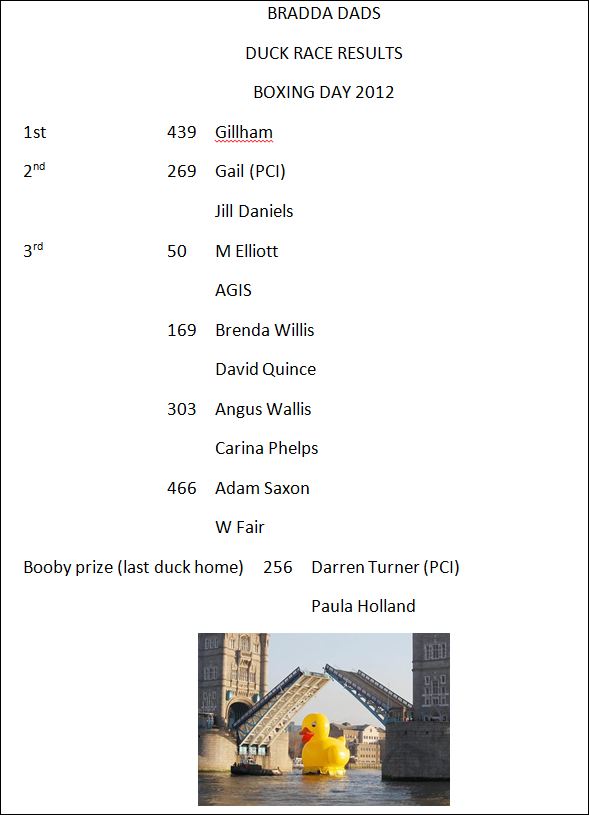 BRADDA DADS
DUCK RACE RESULTS
BOXING DAY 2012
1st 439 Gillham
2nd 269 Gail (PCI)
Jill Daniels
3rd 50 M Elliott
AGIS
169 Brenda Willis
David Quince
303 Angus Wallis
Carina Phelps
466 Adam Saxon
W Fair
Booby prize (last duck home) 256 Darren Turner (PCI)
Paula Holland